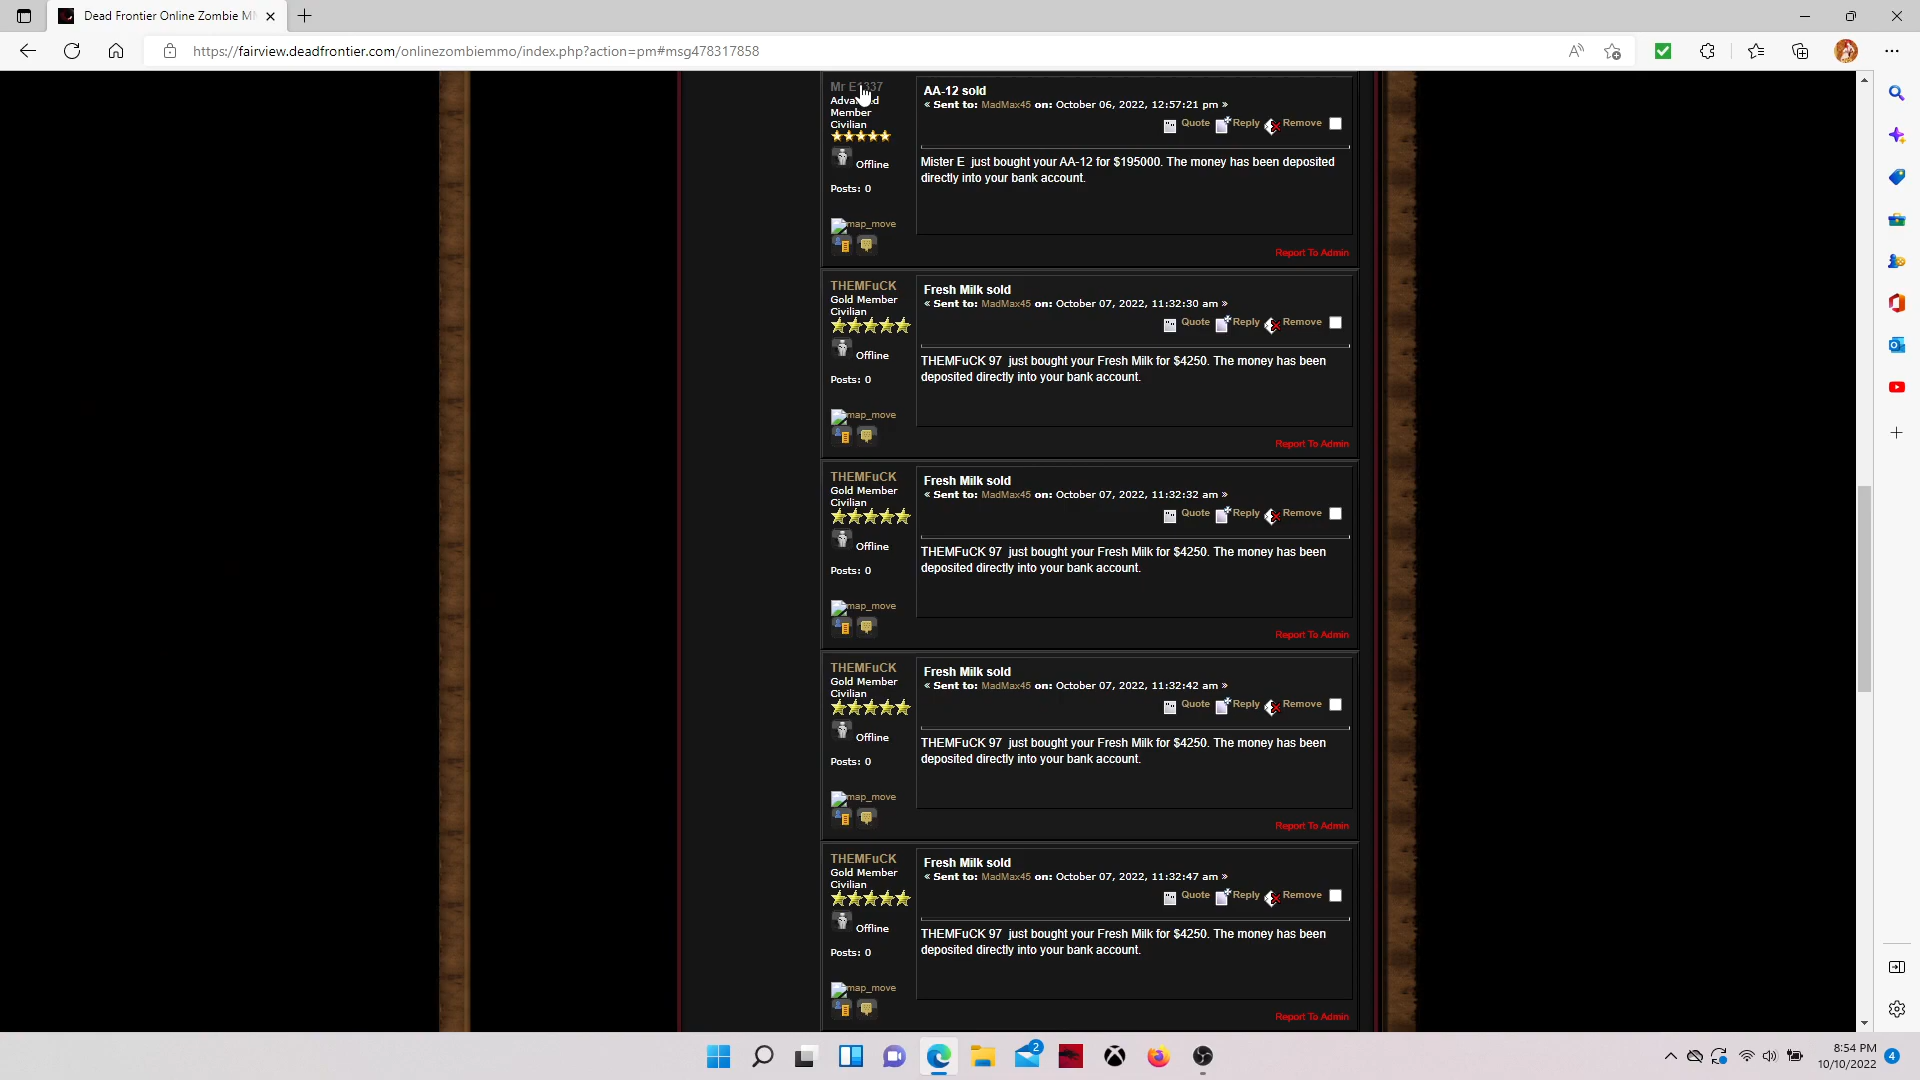 Dead Frontier Online Zombie M
https://fairview.deadfrontier.com/onlinezombiemmo/index.php?action=pm#msg478317858
Mr E1337
Advanced
Member
Civilian
Offline
Posts: 0
map_move
AA-12 sold
« Sent to: MadMax45 on: October 06, 2022, 12:57:21 pm »
Quote Reply Remove
Mister E just bought your AA-12 for $195000. The money has been deposited
directly into your bank account.
Report To Admin
THEMFuCK
Gold Member
Civilian
Offline
Posts: 0
map_move
Fresh Milk sold
« Sent to: MadMax45 on: October 07, 2022, 11:32:30 am »
Quote Reply Remove
THEMFuCK 97 just bought your Fresh Milk for $4250. The money has been
deposited directly into your bank account.
Report To Admin
THEMFuCK
Gold Member
Civilian
Offline
Posts: 0
map_move
Fresh Milk sold
« Sent to: MadMax45 on: October 07, 2022, 11:32:32 am »
Quote Reply Remove
THEMFuCK 97 just bought your Fresh Milk for $4250. The money has been
deposited directly into your bank account.
Report To Admin
THEMFuCK
Gold Member
Civilian
Offline
Posts: 0
map_move
Fresh Milk sold
« Sent to: MadMax45 on: October 07, 2022, 11:32:42 am »
Quote Reply Remove
THEMFuCK 97 just bought your Fresh Milk for $4250. The money has been
deposited directly into your bank account.
Report To Admin
THEMFuCK
Gold Member
Civilian
Offline
Posts: 0
map_move
Fresh Milk sold
« Sent to: MadMax45 on: October 07, 2022, 11:32:47 am »
Quote Reply Remove
THEMFuCK 97 just bought your Fresh Milk for $4250. The money has been
deposited directly into your bank account.
Report To Admin
2
8:54 PM
10/10/2022
4